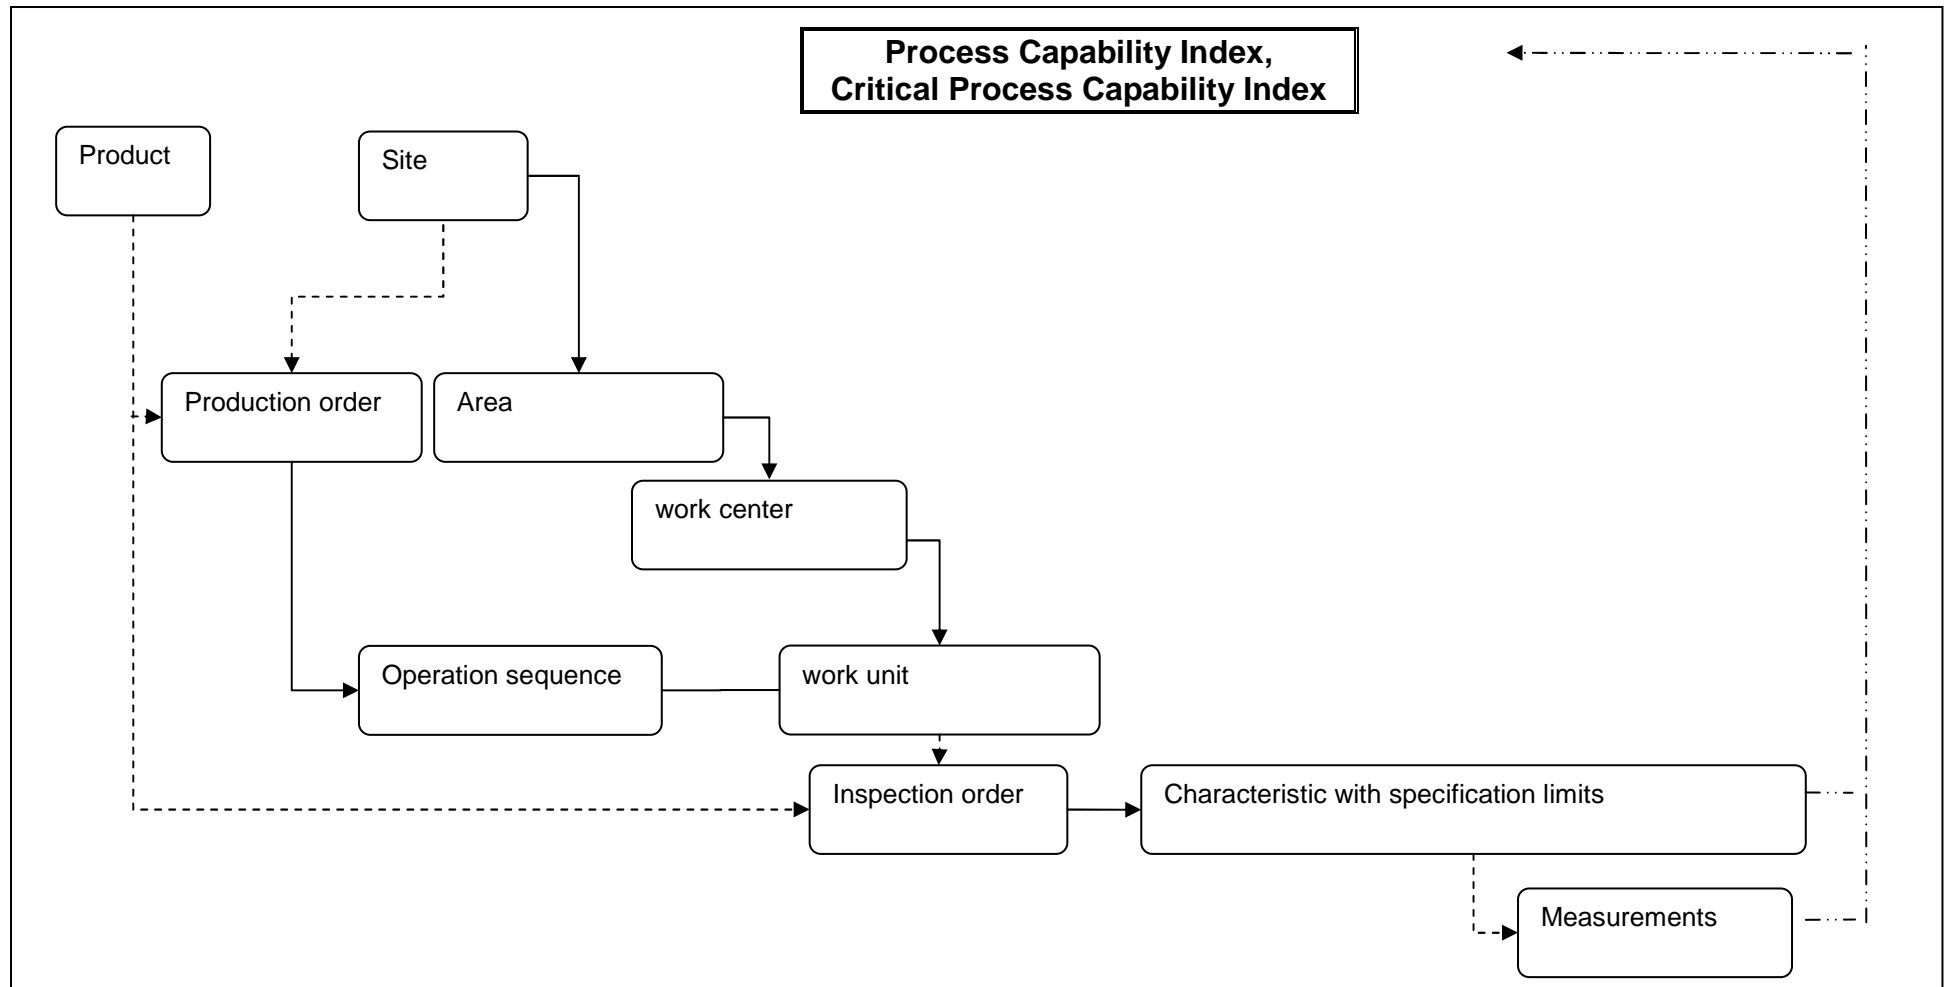 Process Capability Index,
Critical Process Capability Index
Product
Site
Production order
Area
work center
Operation sequence
work unit
Inspection order
Characteristic with specification limits
Measurements